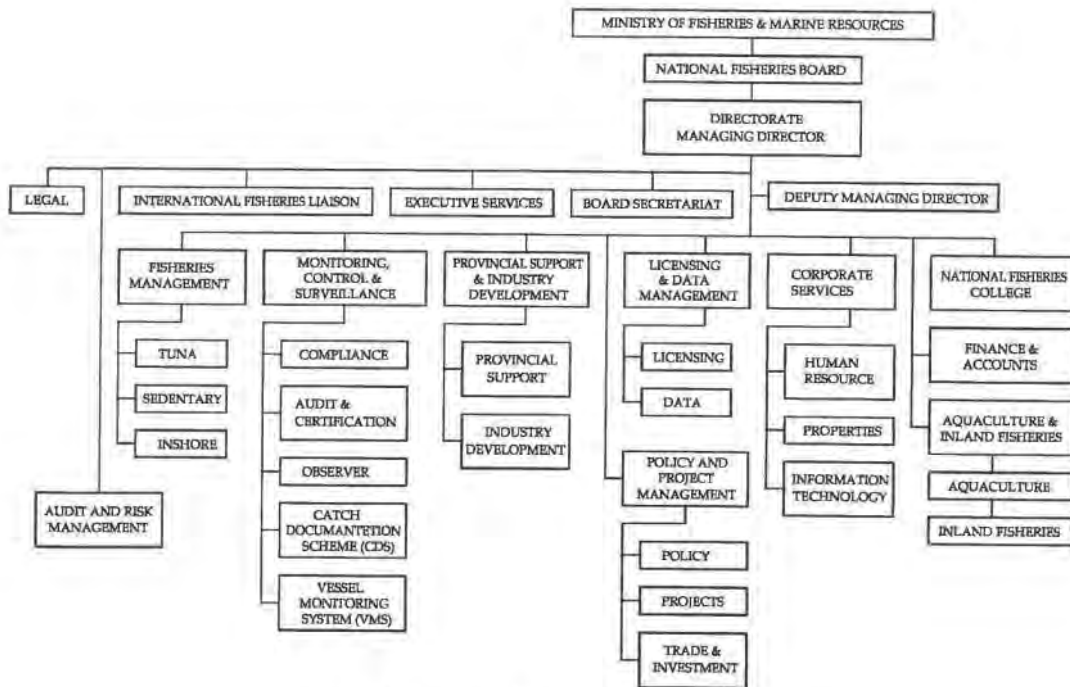 MINISTRY OF FISHERIES & MARINE RESOURCES
NATIONAL FISHERIES BOARD
DIRECTORATE
MANAGING DIRECTOR
LEGAL
INTERNATIONAL FISHERIES LIAISON
EXECUTIVE SERVICES
BOARD SECRETARIAT
DEPUTY MANAGING DIRECTOR
FISHERIES
MANAGEMENT
TUNA
SEDENTARY
INSHORE
AUDIT AND RISK
MANAGEMENT
MONITORING,
CONTROL &
SURVEILLANCE
COMPLIANCE
AUDIT &
CERTIFICATION
OBSERVER
CATCH
DOCUMANTETION
SCHEME (CDS)
VESSEL
MONITORING
SYSTEM (VMS)
PROVINCIAL SUPPORT
& INDUSTRY
DEVELOPMENT
PROVINCIAL
SUPPORT
INDUSTRY
DEVELOPMENT
LICENSING
& DATA
MANAGEMENT
LICENSING
DATA
POLICY AND
PROJECT
MANAGEMENT
POLICY
PROJECTS
TRADE &
INVESTMENT
CORPORATE
SERVICES
HUMAN
RESOURCE
PROPERTIES
INFORMATION
TECHNOLOGY
NATIONAL FISHERIES
COLLEGE
FINANCE &
ACCOUNTS
AQUACULTURE &
INLAND FISHERIES
AQUACULTURE
INLAND FISHERIES